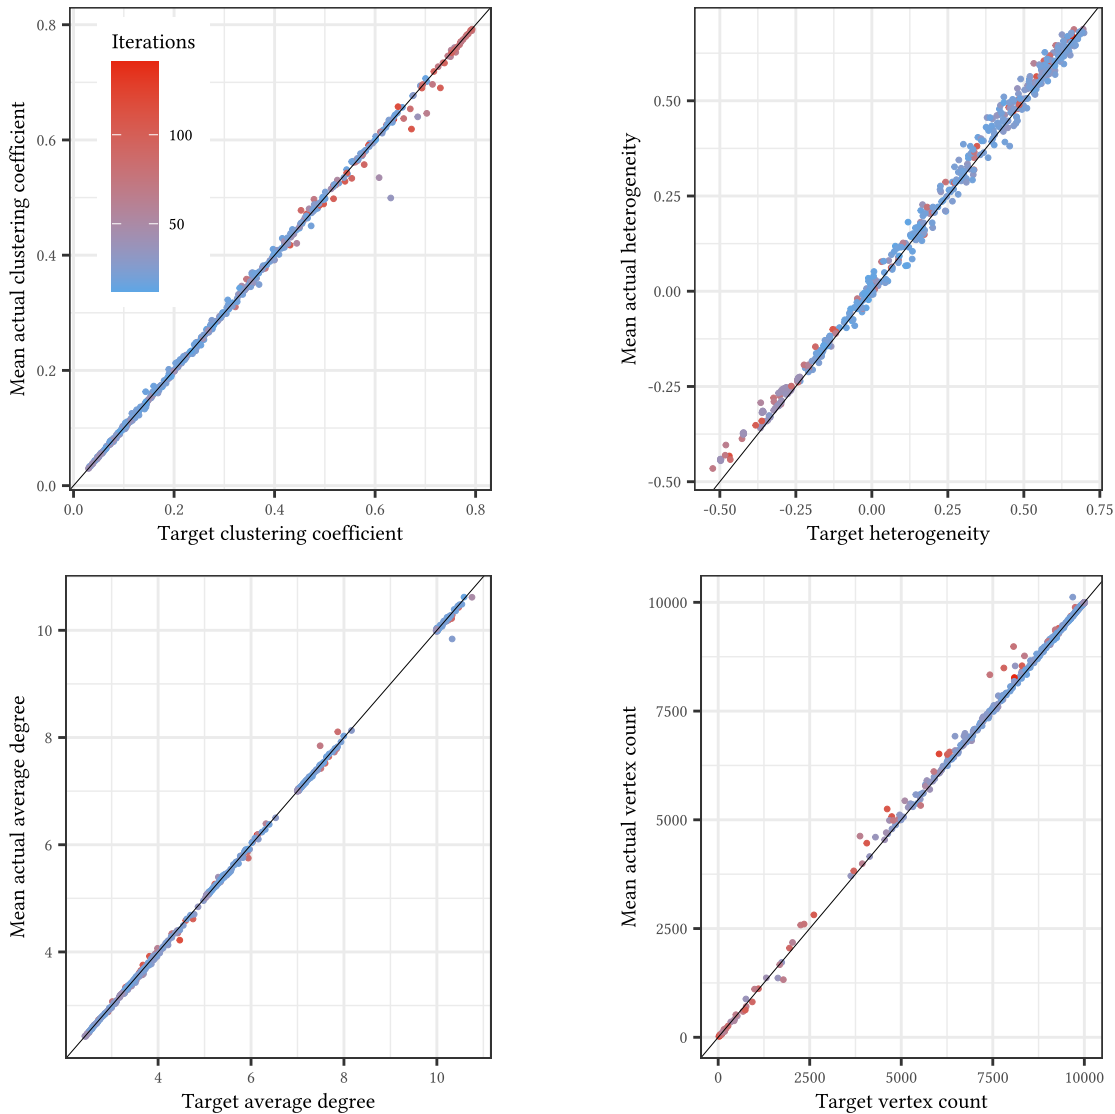 Iterations
100
50
Mean actual clustering coefficient
0.8
0.6
0.4
0.2
0.0
0.0 0.2 0.4 0.6 0.8
Target clustering coefficient
Mean actual heterogeneity
0.50
0.25
0.00
-0.25
-0.50
-0.50 -0.25 0.00 0.25 0.50 0.75
Target heterogeneity
Mean actual average degree
10
8
6
4
4 6 8 10
Target average degree
Mean actual vertex count
10000
7500
5000
2500
0
0 2500 5000 7500 10000
Target vertex count